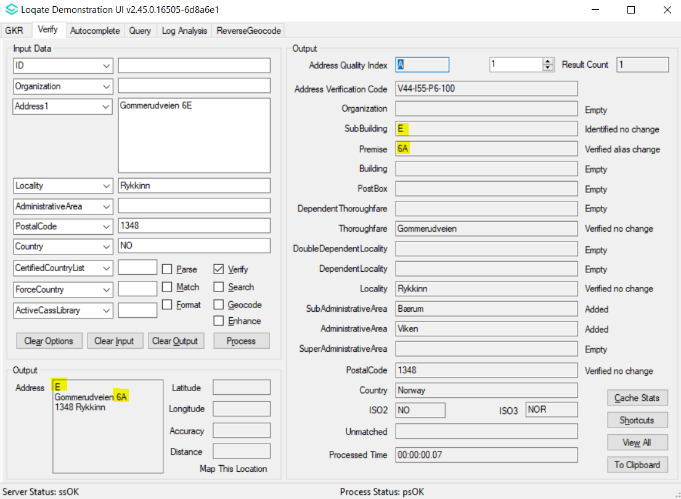 Loqate Demonstration UI v2.45.0.16505-6d8a6e1
GKR Verify Autocomplete Query Log Analysis ReverseGeocode
Input Data
ID
Organization
Address1 Gommerudveien 6E
Locality Rykkinn
AdministrativeArea
PostalCode 1348
Country NO
CertifiedCountryList Parse Verify
ForceCountry Match Search
ActiveCassLibrary Format Geocode
Enhance
Clear Options Clear Input Clear Output Process
Output
Address E
Gommerudveien 6A
1348 Rykkinn
Latitude
Longitude
Accuracy
Distance
Map This Location
Output
Address Quality Index A 1 Result Count 1
Address Verification Code V44-I55-P6-100
Organization Empty
SubBuilding E Identified no change
Premise 6A Verified alias change
Building Empty
PostBox Empty
DependentThoroughfare Empty
Thoroughfare Gommerudveien Verified no change
DoubleDependentLocality Empty
DependentLocality Empty
Locality Rykkinn Verified no change
SubAdministrativeArea Bærum Added
AdministrativeArea Viken Added
SuperAdministrativeArea Empty
PostalCode 1348 Verified no change
Country Norway
ISO2 NO ISO3 NOR
Unmatched
Processed Time 00:00:00.07
Cache Stats
Shortcuts
View All
To Clipboard
Server Status: ssOK Process Status: psOK